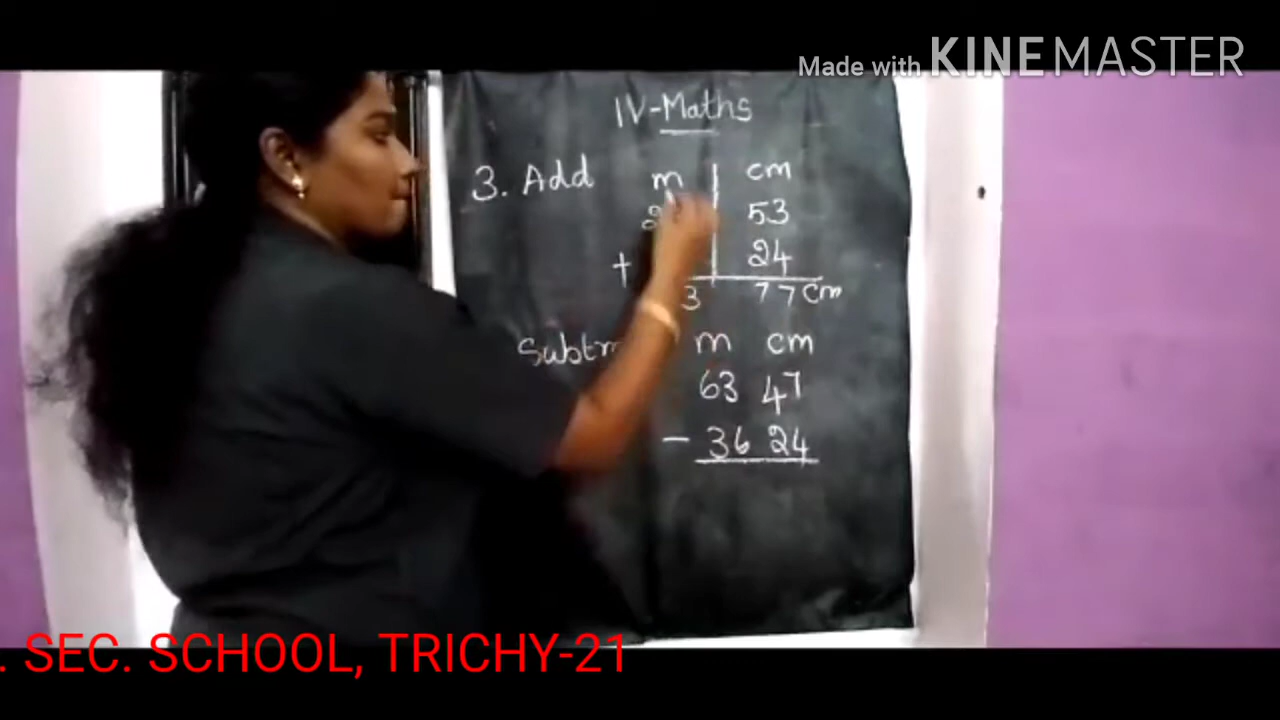 Made with KINEMASTER
IV-Maths
3. Add m cm
53
+ 24
3 77 cm
m cm
63 47
- 36 24
. SEC. SCHOOL, TRICHY-21